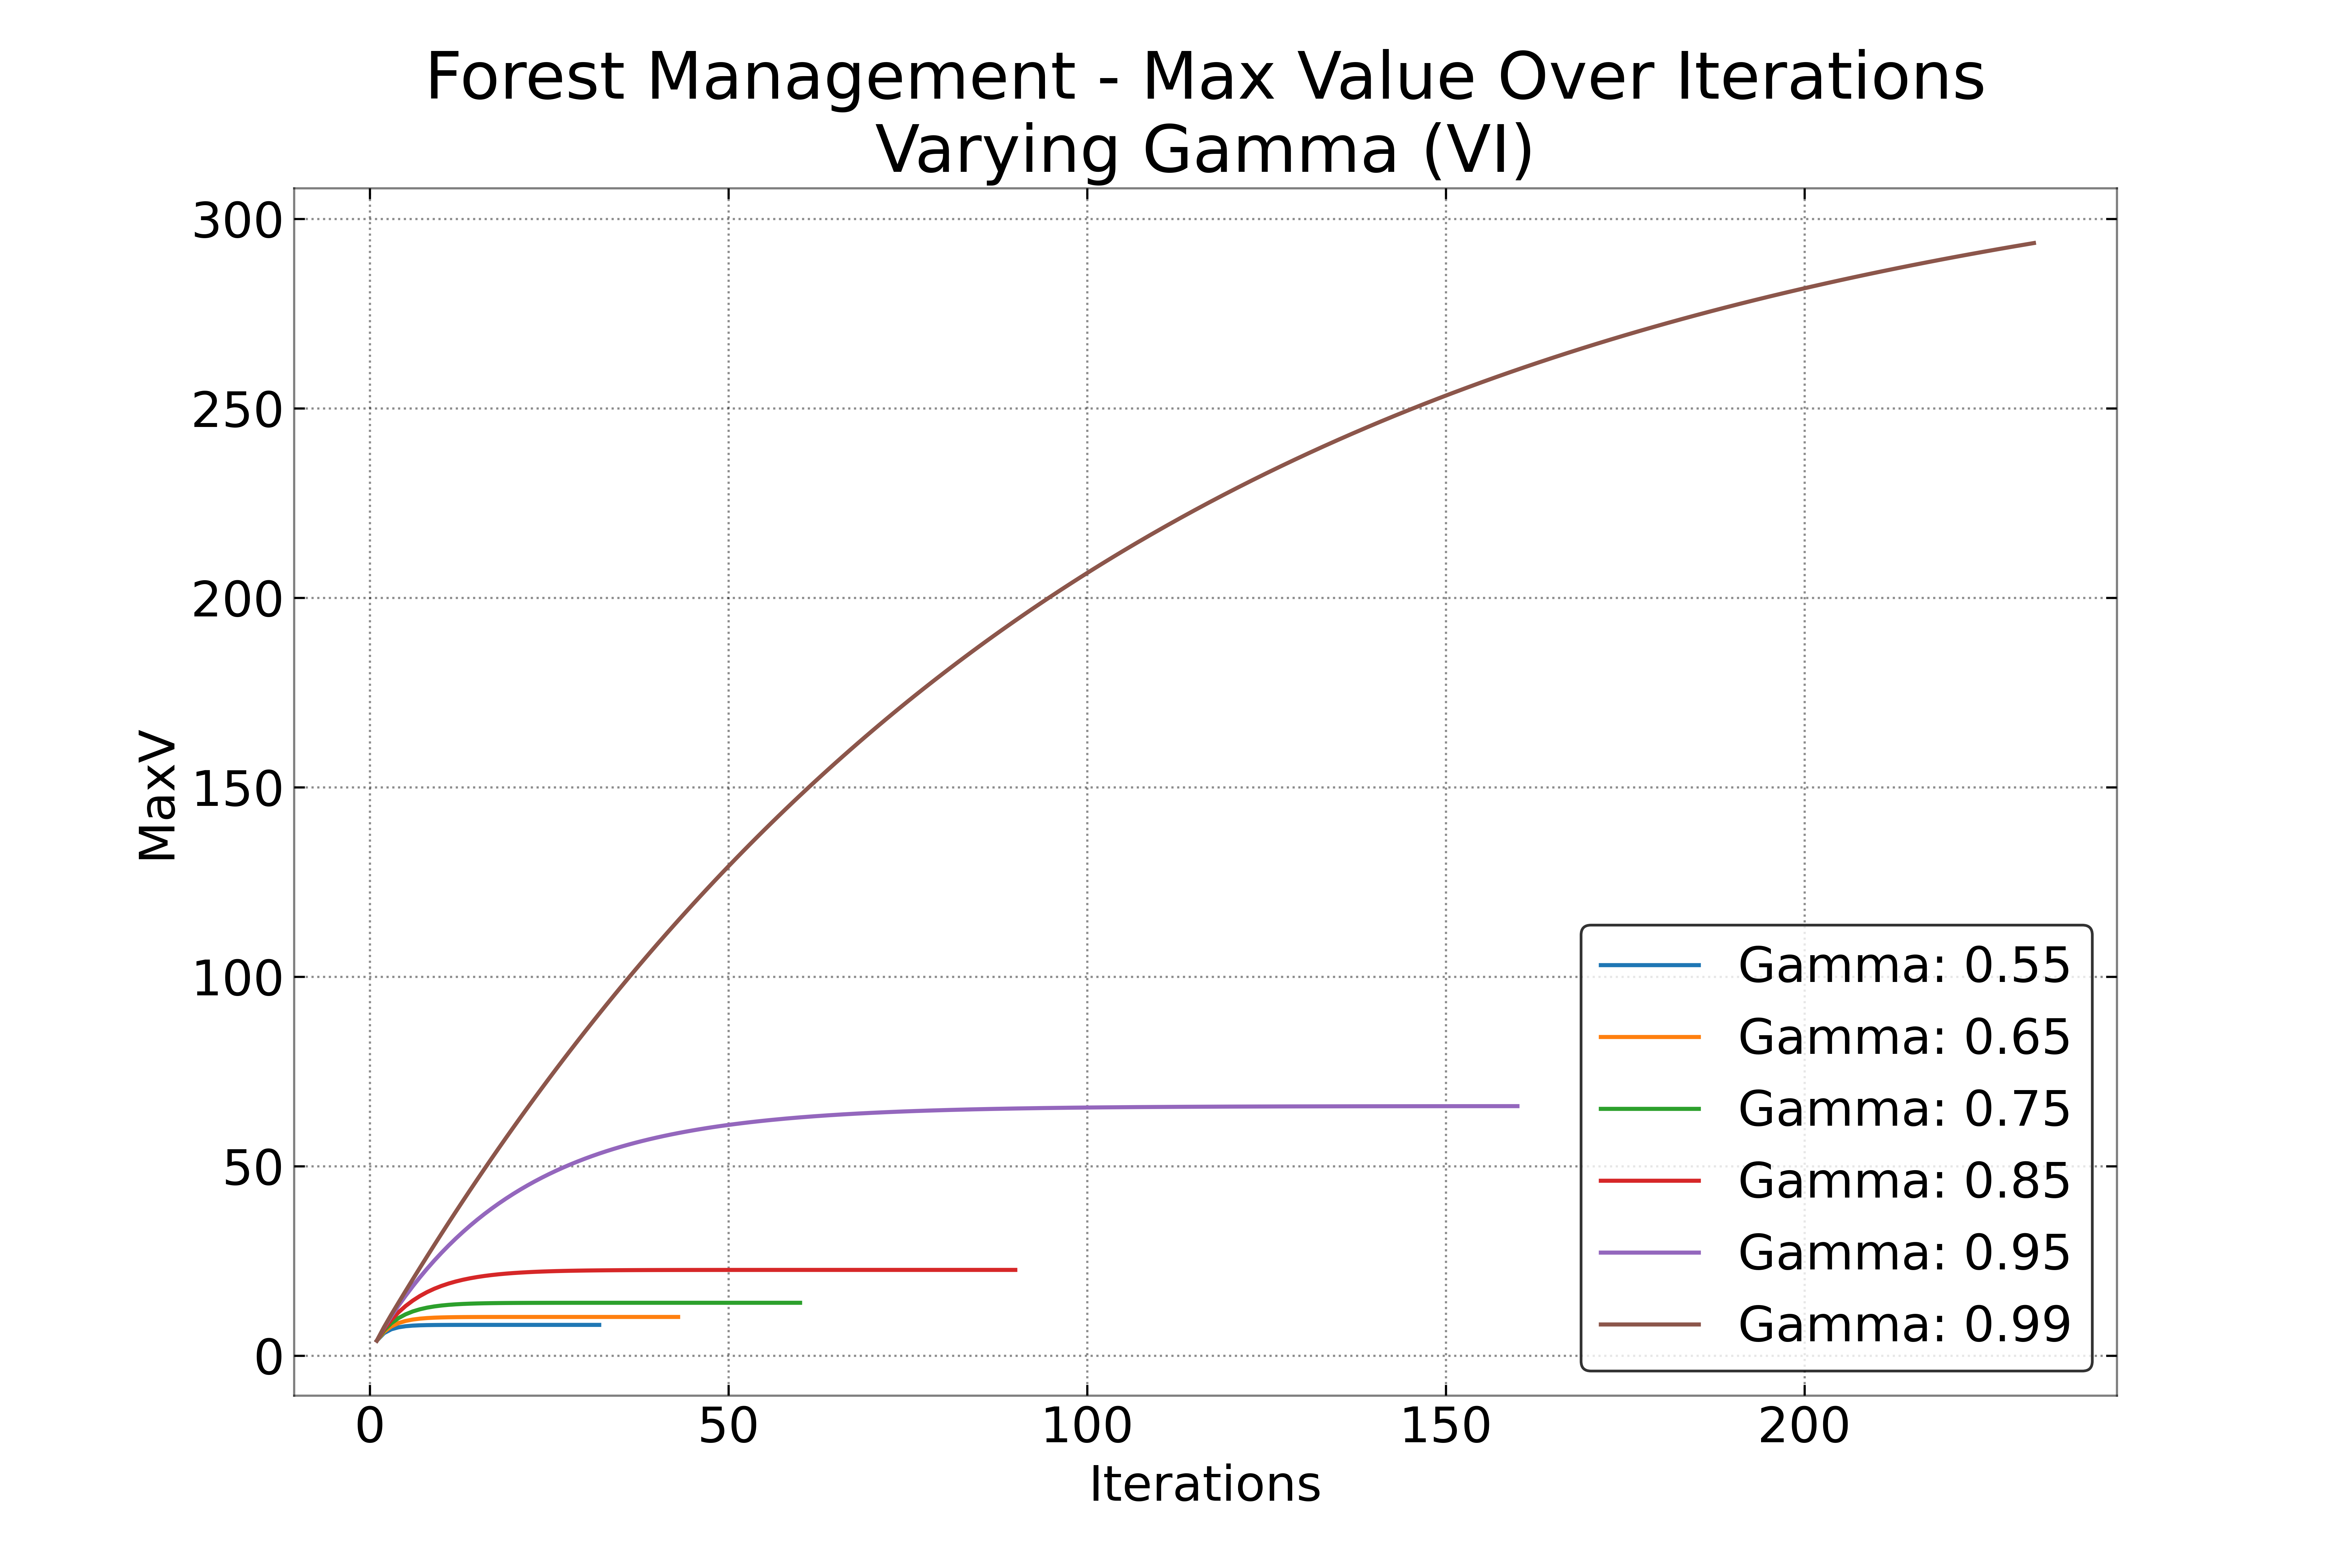 Forest Management - Max Value Over Iterations
Varying Gamma (VI)
300
250
200
150
100
50
0
MaxV
0 50 100 150 200
Iterations
Gamma: 0.55
Gamma: 0.65
Gamma: 0.75
Gamma: 0.85
Gamma: 0.95
Gamma: 0.99